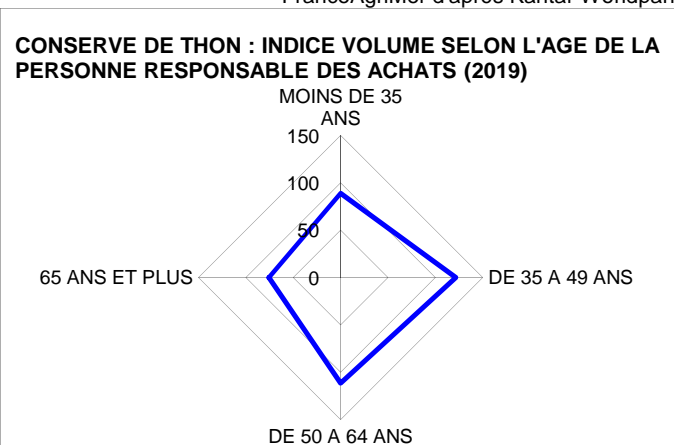 CONSERVE DE THON : INDICE VOLUME SELON L'AGE DE LA
PERSONNE RESPONSABLE DES ACHATS (2019)
MOINS DE 35
ANS
150
100
50
0
65 ANS ET PLUS
DE 35 A 49 ANS
DE 50 A 64 ANS